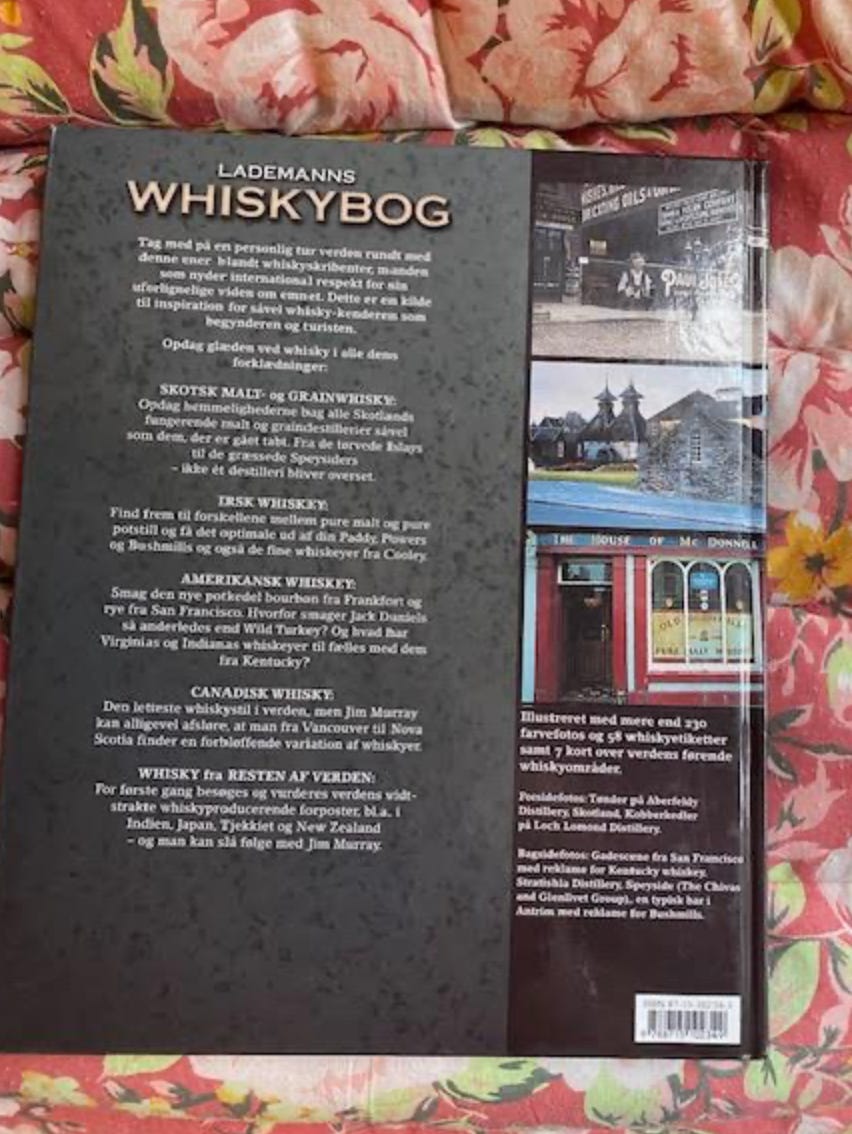 LADEMANNS
WHISKYBOG
Tag med på en personlig tur verden rundt med
denne ener blandt whiskyskribenter, manden
som nyder international respekt for sin
uforlignelige viden om emnet. Dette er en kilde
til inspiration for såvel whisky-kenderen som
begynderen og turisten.
Opdag glæden ved whisky i alle dens
forklædninger:
SKOTSK MALT- og GRAINWHISKY:
Opdag hemmelighederne bag alle Skotlands
fungerende malt og graindestillerier såvel
som dem, der er gået tabt. Fra de tørvede Islays
til de græssede Speysiders
– ikke ét destilleri bliver overset.
IRSK WHISKEY:
Find frem til forskellene mellem pure malt og pure
potstill og få det optimale ud af din Paddy, Powers
og Bushmills og også de fine whiskeyer fra Cooley.
AMERIKANSK WHISKEY:
Smag den nye potkedel bourbon fra Frankfort og
rye fra San Francisco. Hvorfor smager Jack Daniels
så anderledes end Wild Turkey? Og hvad har
Virginias og Indianas whiskeyer til fælles med dem
fra Kentucky?
CANADISK WHISKY:
Den letteste whiskystil i verden, men Jim Murray
kan alligevel afsløre, at man fra Vancouver til Nova
Scotia finder en forbløffende variation af whiskyer.
WHISKY fra RESTEN AF VERDEN:
For første gang besøges og vurderes verdens vidt-
strakte whiskyproducerende forposter, bl.a. i
Indien, Japan, Tjekkiet og New Zealand
– og man kan slå følge med Jim Murray.
OILS
PAUL JONES
THE HOUSE OF MC DONNELL
OLD BUSHMILLS
PURE MALT
Illustreret med mere end 230
farvefotos og 58 whiskyetiketter
samt 7 kort over verdens førende
whiskyområder.
Forsidefotos: Tønder på Aberfeldy
Distillery, Skotland, Kobberkedler
på Loch Lomond Distillery.
Bagsidefotos: Gadescene fra San Francisco
med reklame for Kentucky whiskey.
Stratishla Distillery, Speyside (The Chivas
and Glenlivet Group), en typisk bar i
Antrim med reklame for Bushmills.
ISBN